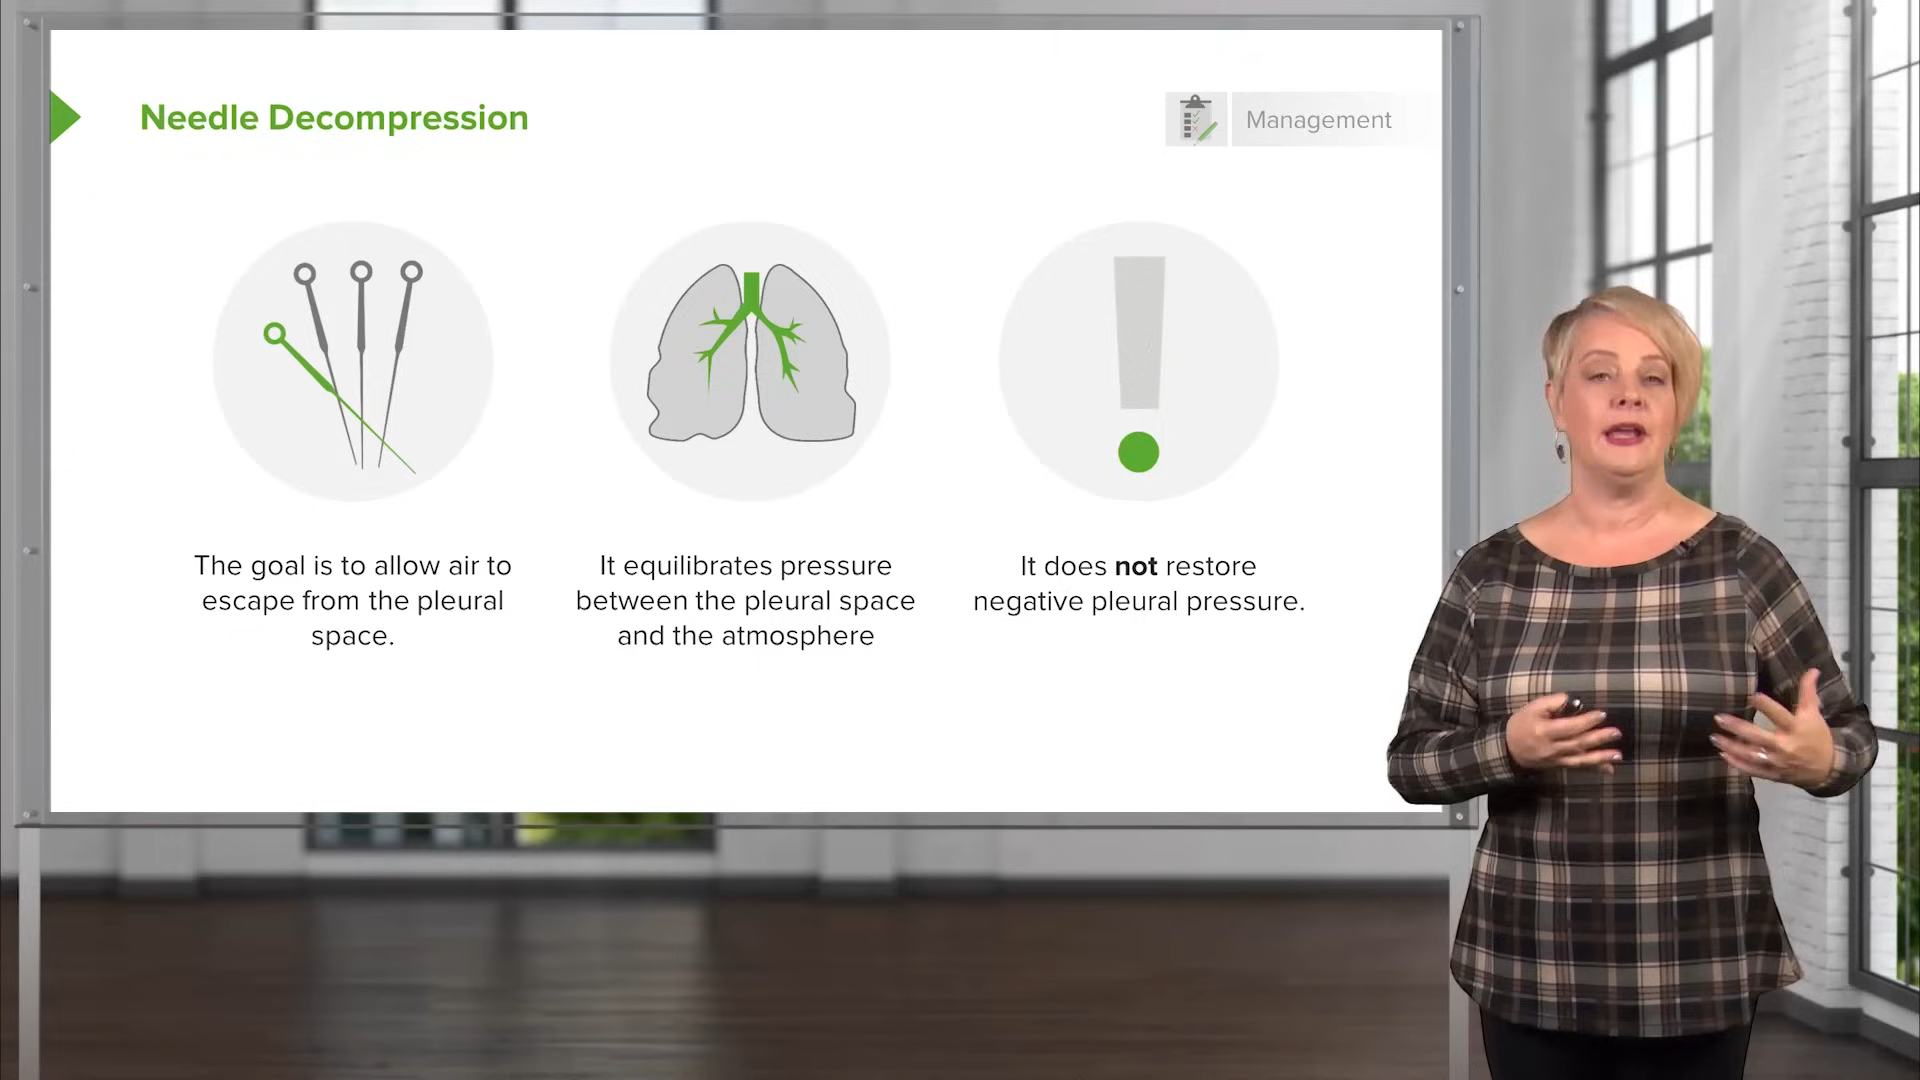 Needle Decompression
Management
The goal is to allow air to
escape from the pleural
space.
It equilibrates pressure
between the pleural space
and the atmosphere
It does not restore
negative pleural pressure.